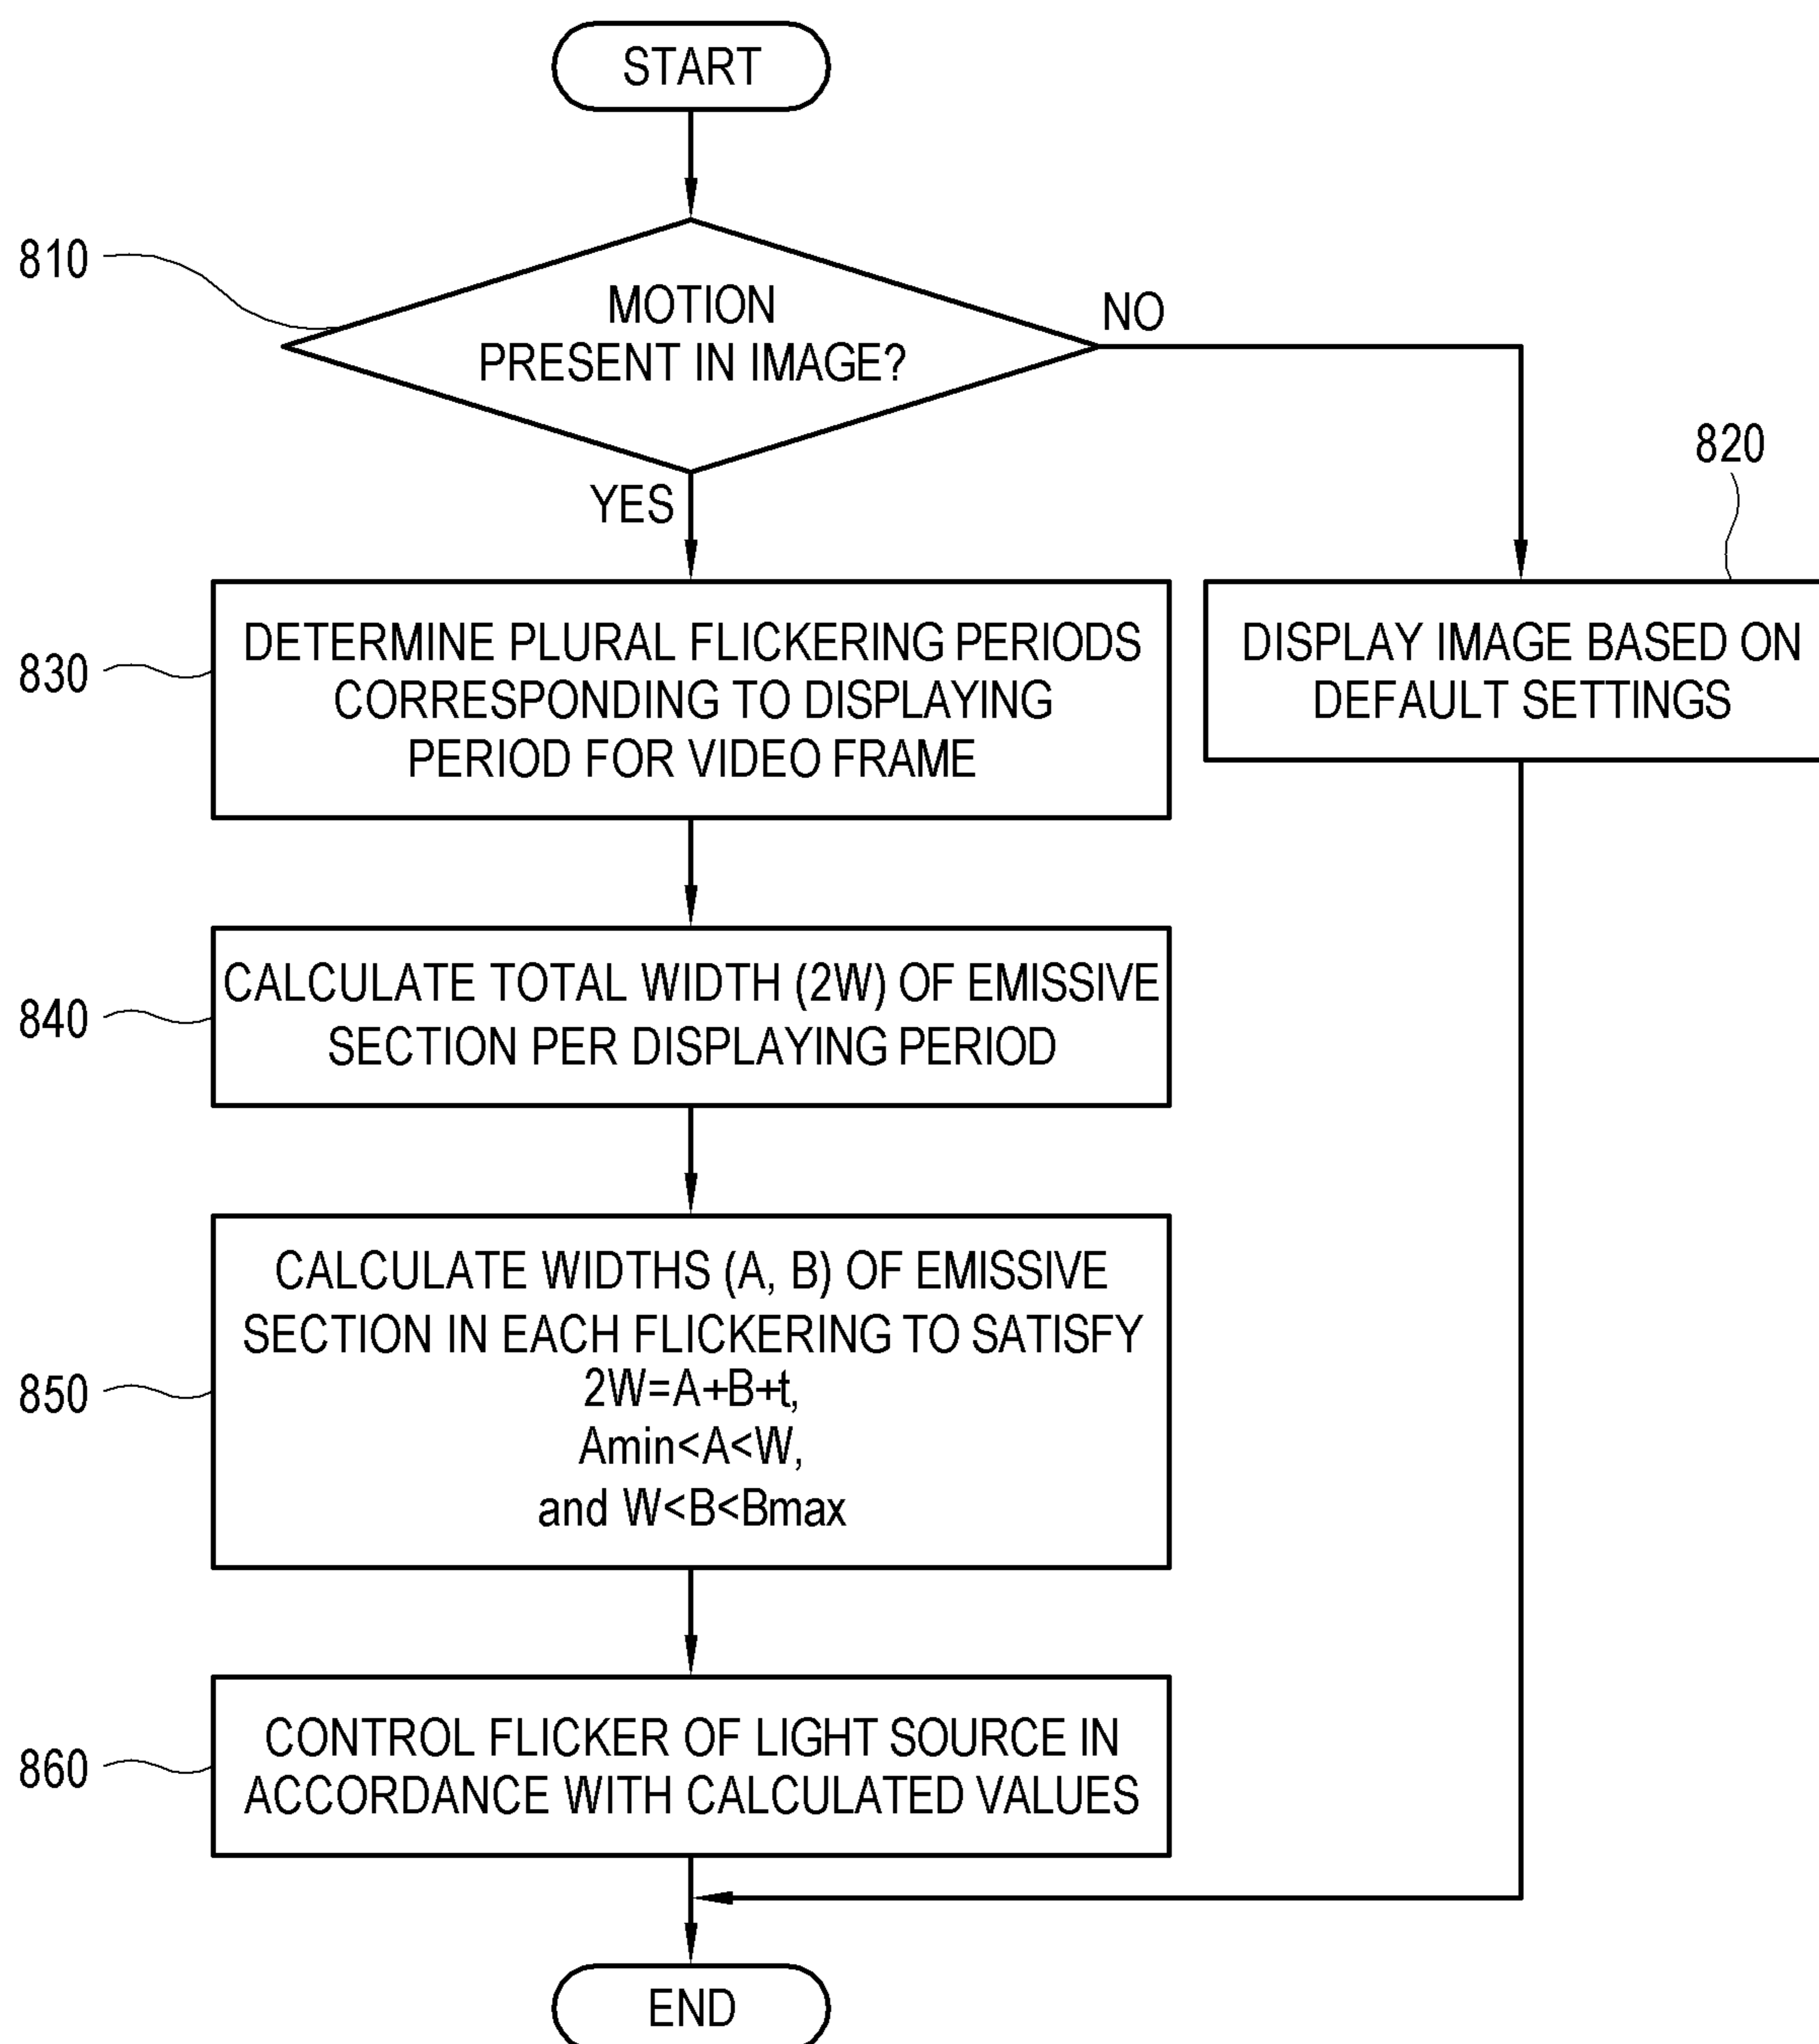 START
810
MOTION
PRESENT IN IMAGE?
NO
YES
820
830
DETERMINE PLURAL FLICKERING PERIODS
CORRESPONDING TO DISPLAYING
PERIOD FOR VIDEO FRAME
DISPLAY IMAGE BASED ON
DEFAULT SETTINGS
840
CALCULATE TOTAL WIDTH (2W) OF EMISSIVE
SECTION PER DISPLAYING PERIOD
850
CALCULATE WIDTHS (A, B) OF EMISSIVE
SECTION IN EACH FLICKERING TO SATISFY
2W=A+B+t,
Amin<A<W,
and W<B<Bmax
860
CONTROL FLICKER OF LIGHT SOURCE IN
ACCORDANCE WITH CALCULATED VALUES
END